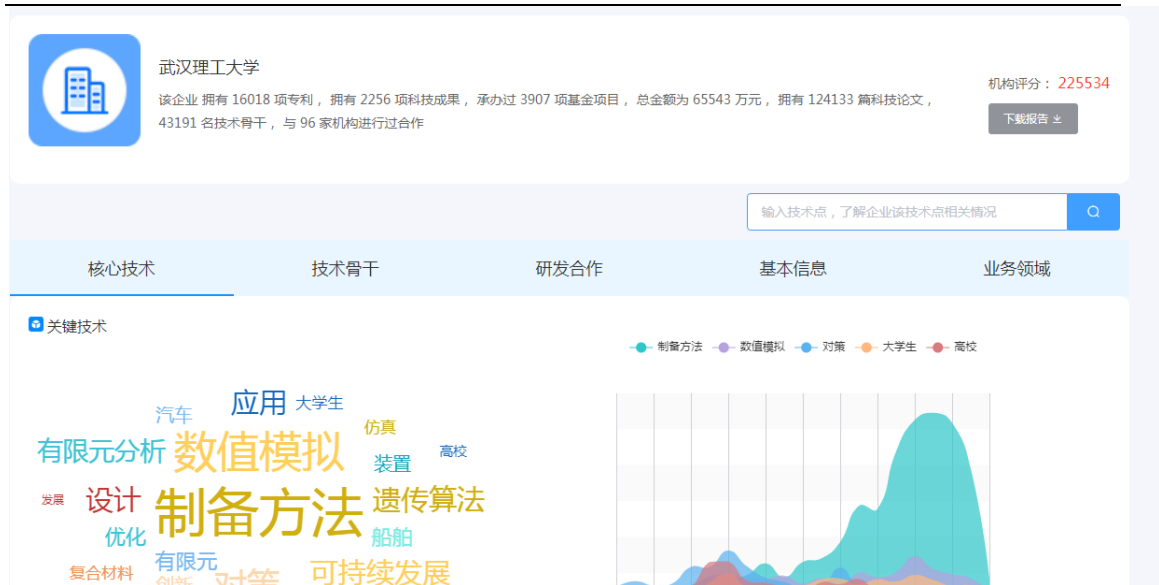 武汉理工大学
该企业 拥有 16018 项专利 ，拥有 2256 项科技成果 ，承办过 3907 项基金项目 ，总金额为 65543 万元 ，拥有 124133 篇科技论文 ，
43191 名技术骨干 ，与 96 家机构进行过合作
机构评分： 225534
下载报告
输入技术点，了解企业该技术点相关情况
核心技术 技术骨干 研发合作 基本信息 业务领域
关键技术
制备方法 数值模拟 对策 大学生 高校
汽车 应用 大学生
仿真
有限元分析 数值模拟 装置 高校
发展 设计 制备方法 遗传算法
优化 船舶
复合材料 有限元 可持续发展
创新 对策